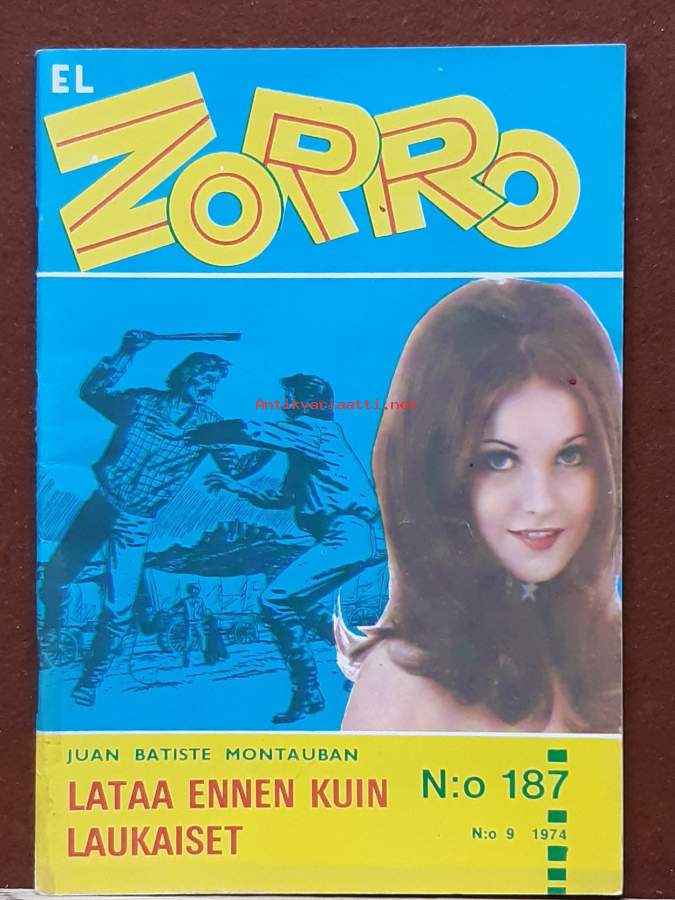 EL
ZORRO
Antikvariaatti.net
JUAN BATISTE MONTAUBAN
LATAA ENNEN KUIN
LAUKAISET
N:o 187
N:o 9 1974